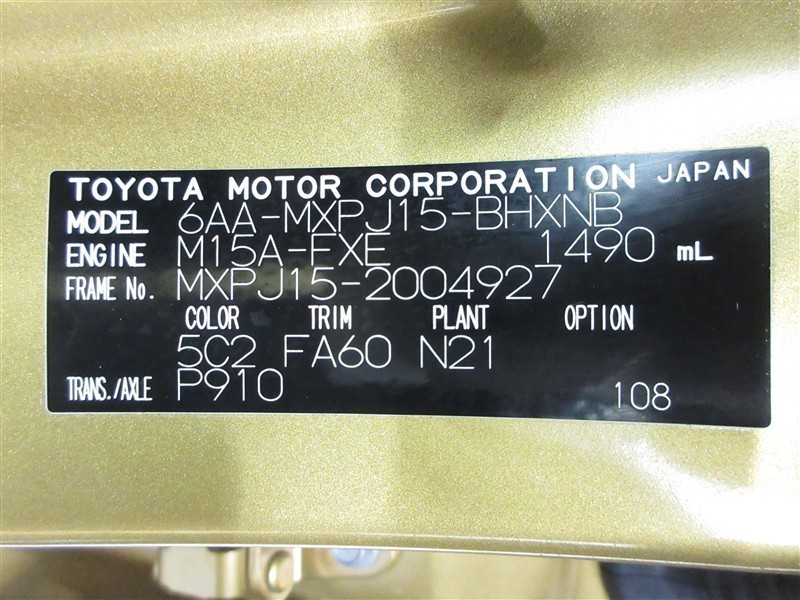 TOYOTA MOTOR CORPORATION JAPAN
MODEL 6AA-MXPJ15-BHXNB
ENGINE M15A-FXE 1490 mL
FRAME No. MXPJ15-2004927
COLOR TRIM PLANT OPTION
5C2 FA60 N21
TRANS./AXLE P910 108